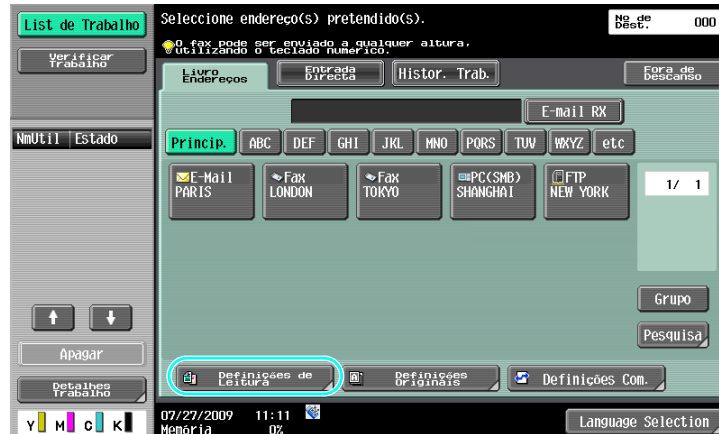 List de Trabalho
Verificar
Trabalho
NmUtil Estado
Apagar
Detalhes
Trabalho
Y M C K
Seleccione endereço(s) pretendido(s).
Nº de
Dest. 000
O fax pode ser enviado a qualquer altura,
utilizando o teclado numérico.
Livro
Endereços
Entrada
Directa
Histor. Trab.
Fora de
Descanso
E-mail RX
Princip. ABC DEF GHI JKL MNO PQRS TUV WXYZ etc
E-Mail
PARIS
Fax
LONDON
Fax
TOKYO
PC(SMB)
SHANGHAI
FTP
NEW YORK
1/ 1
Grupo
Pesquisa
Definições de
Leitura
Definições
Originais
Definições Com.
07/27/2009 11:11
Memória 0%
Language Selection